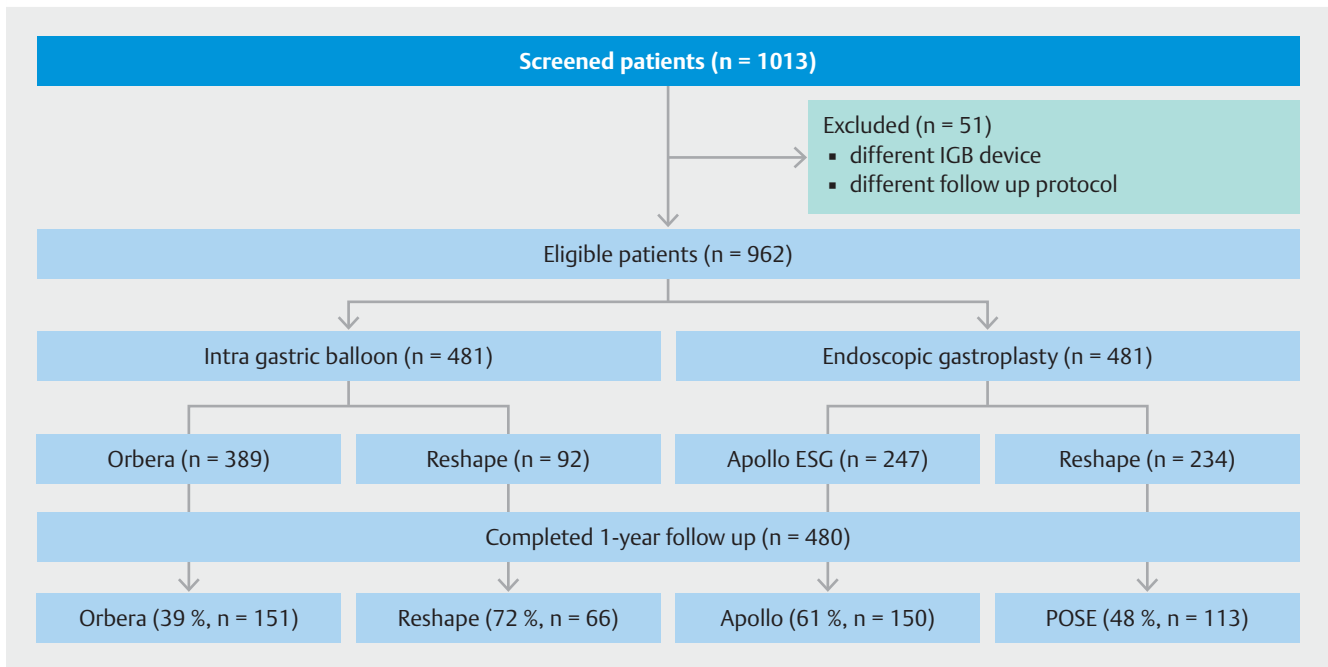 Screened patients (n = 1013)
Excluded (n = 51)
▪ different IGB device
▪ different follow up protocol
Eligible patients (n = 962)
Intra gastric balloon (n = 481)
Endoscopic gastroplasty (n = 481)
Orbera (n = 389)
Reshape (n = 92)
Apollo ESG (n = 247)
Reshape (n = 234)
Completed 1-year follow up (n = 480)
Orbera (39 %, n = 151)
Reshape (72 %, n = 66)
Apollo (61 %, n = 150)
POSE (48 %, n = 113)